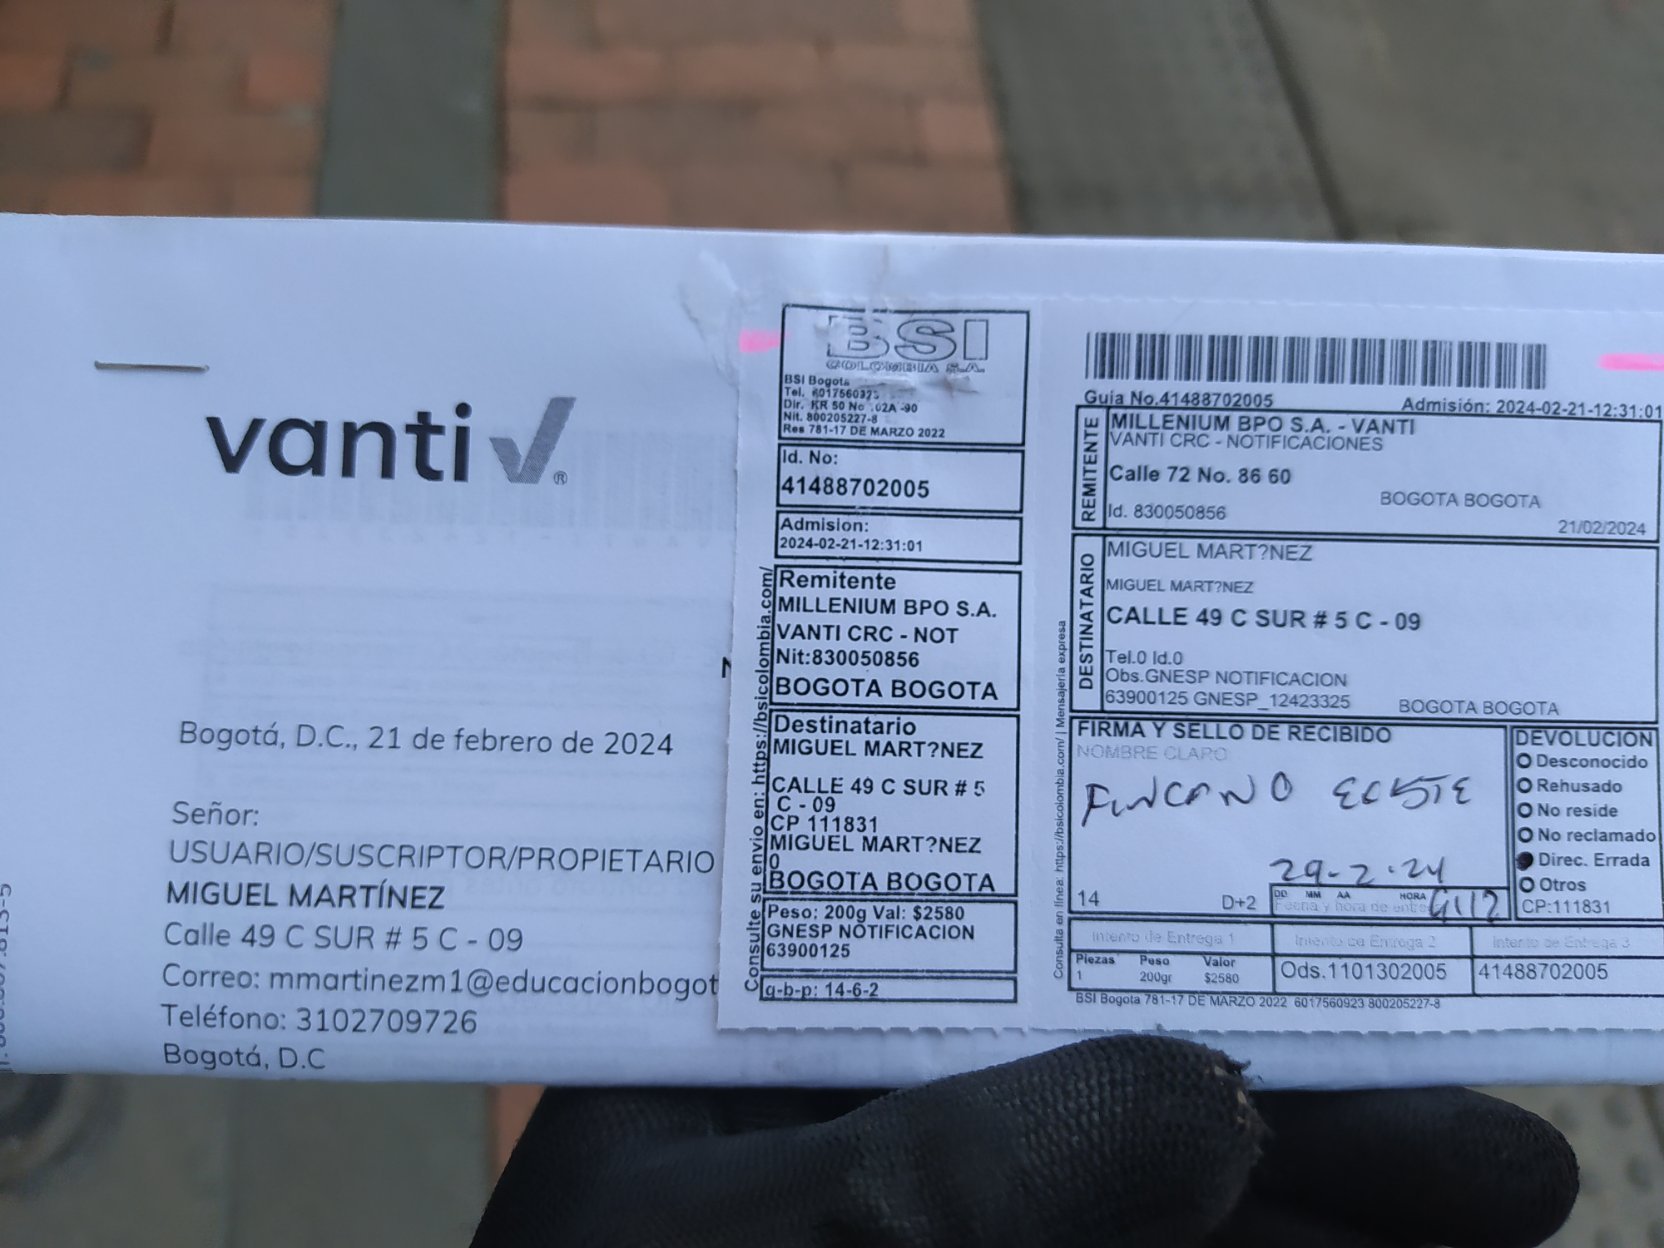 vanti ®
Bogotá, D.C., 21 de febrero de 2024
Señor:
USUARIO/SUSCRIPTOR/PROPIETARIO
MIGUEL MARTÍNEZ
Calle 49 C SUR # 5 C - 09
Correo: mmartinezm1@educacionbogot
Teléfono: 3102709726
Bogotá, D.C
Consulte su envio en: https://bsicolombia.com/
BSI
COLOMBIA S.A.
BSI Bogota
Tel.
Dir. KR 50 No
Nit. 800205227-8
Res 781-17 DE MARZO 2022
Id. No:
41488702005
Admision:
2024-02-21-12:31:01
Remitente
MILLENIUM BPO S.A.
VANTI CRC - NOT
Nit:830050856
BOGOTA BOGOTA
Destinatario
MIGUEL MART?NEZ
CALLE 49 C SUR # 5
C - 09
CP 111831
MIGUEL MART?NEZ
0
BOGOTA BOGOTA
Peso: 200g Val: $2580
GNESP NOTIFICACION
63900125
q-b-p: 14-6-2
Consulta en línea: https://bsicolombia.com/ | Mensajería expresa
Guia No.41488702005 Admisión: 2024-02-21-12:31:01
REMITENTE
MILLENIUM BPO S.A. - VANTI
VANTI CRC - NOTIFICACIONES
Calle 72 No. 86 60
BOGOTA BOGOTA
Id. 830050856
21/02/2024
DESTINATARIO
MIGUEL MART?NEZ
MIGUEL MART?NEZ
CALLE 49 C SUR # 5 C - 09
Tel.0 Id.0
Obs.GNESP NOTIFICACION
63900125 GNESP_12423325 BOGOTA BOGOTA
FIRMA Y SELLO DE RECIBIDO
NOMBRE CLARO
29-2-24
14 D+2
DD MM AA HORA
Fecha y hora de entrega
DEVOLUCION
Desconocido
Rehusado
No reside
No reclamado
Direc. Errada
Otros
CP:111831
Intento de Entrega 1 Intento de Entrega 2 Intento de Entrega 3
Piezas Peso Valor
1 200gr $2580
Ods.1101302005 41488702005
BSI Bogota 781-17 DE MARZO 2022 6017560923 800205227-8